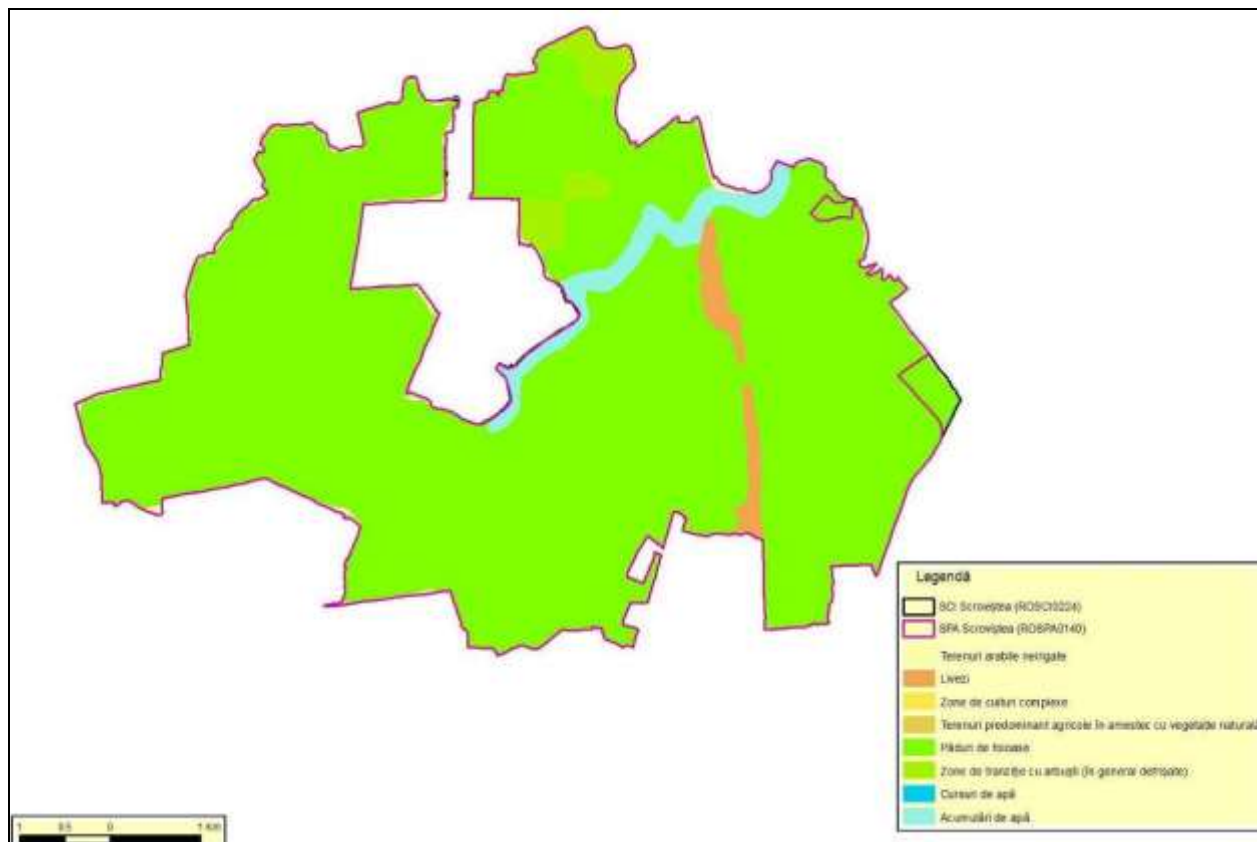 Legendă
SCI Scroviștea (ROSCI0224)
SPA Scroviștea (ROSPA0140)
Terenuri arabile neirigate
Livezi
Zone de culturi complexe
Terenuri predominant agricole în amestec cu vegetație naturală
Păduri de foioase
Zone de tranziție cu arbuști (în general defrișate)
Cursuri de apă
Acumulări de apă
1 0.5 0 1 Km